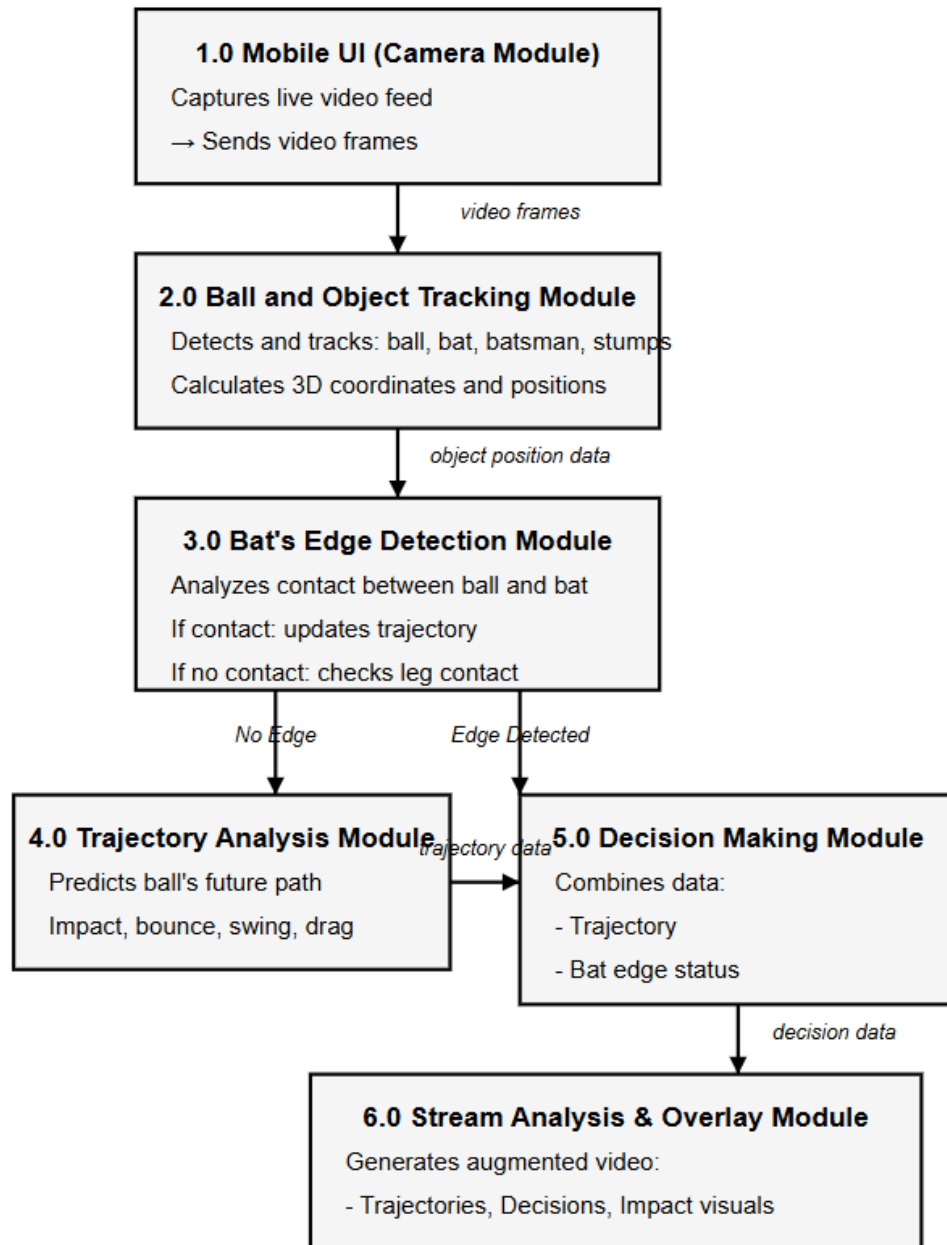 1.0 Mobile UI (Camera Module)
Captures live video feed
→ Sends video frames
video frames
2.0 Ball and Object Tracking Module
Detects and tracks: ball, bat, batsman, stumps
Calculates 3D coordinates and positions
object position data
3.0 Bat's Edge Detection Module
Analyzes contact between ball and bat
If contact: updates trajectory
If no contact: checks leg contact
No Edge
Edge Detected
4.0 Trajectory Analysis Module
Predicts ball's future path
Impact, bounce, swing, drag
trajectory data
5.0 Decision Making Module
Combines data:
- Trajectory
- Bat edge status
decision data
6.0 Stream Analysis & Overlay Module
Generates augmented video:
- Trajectories, Decisions, Impact visuals